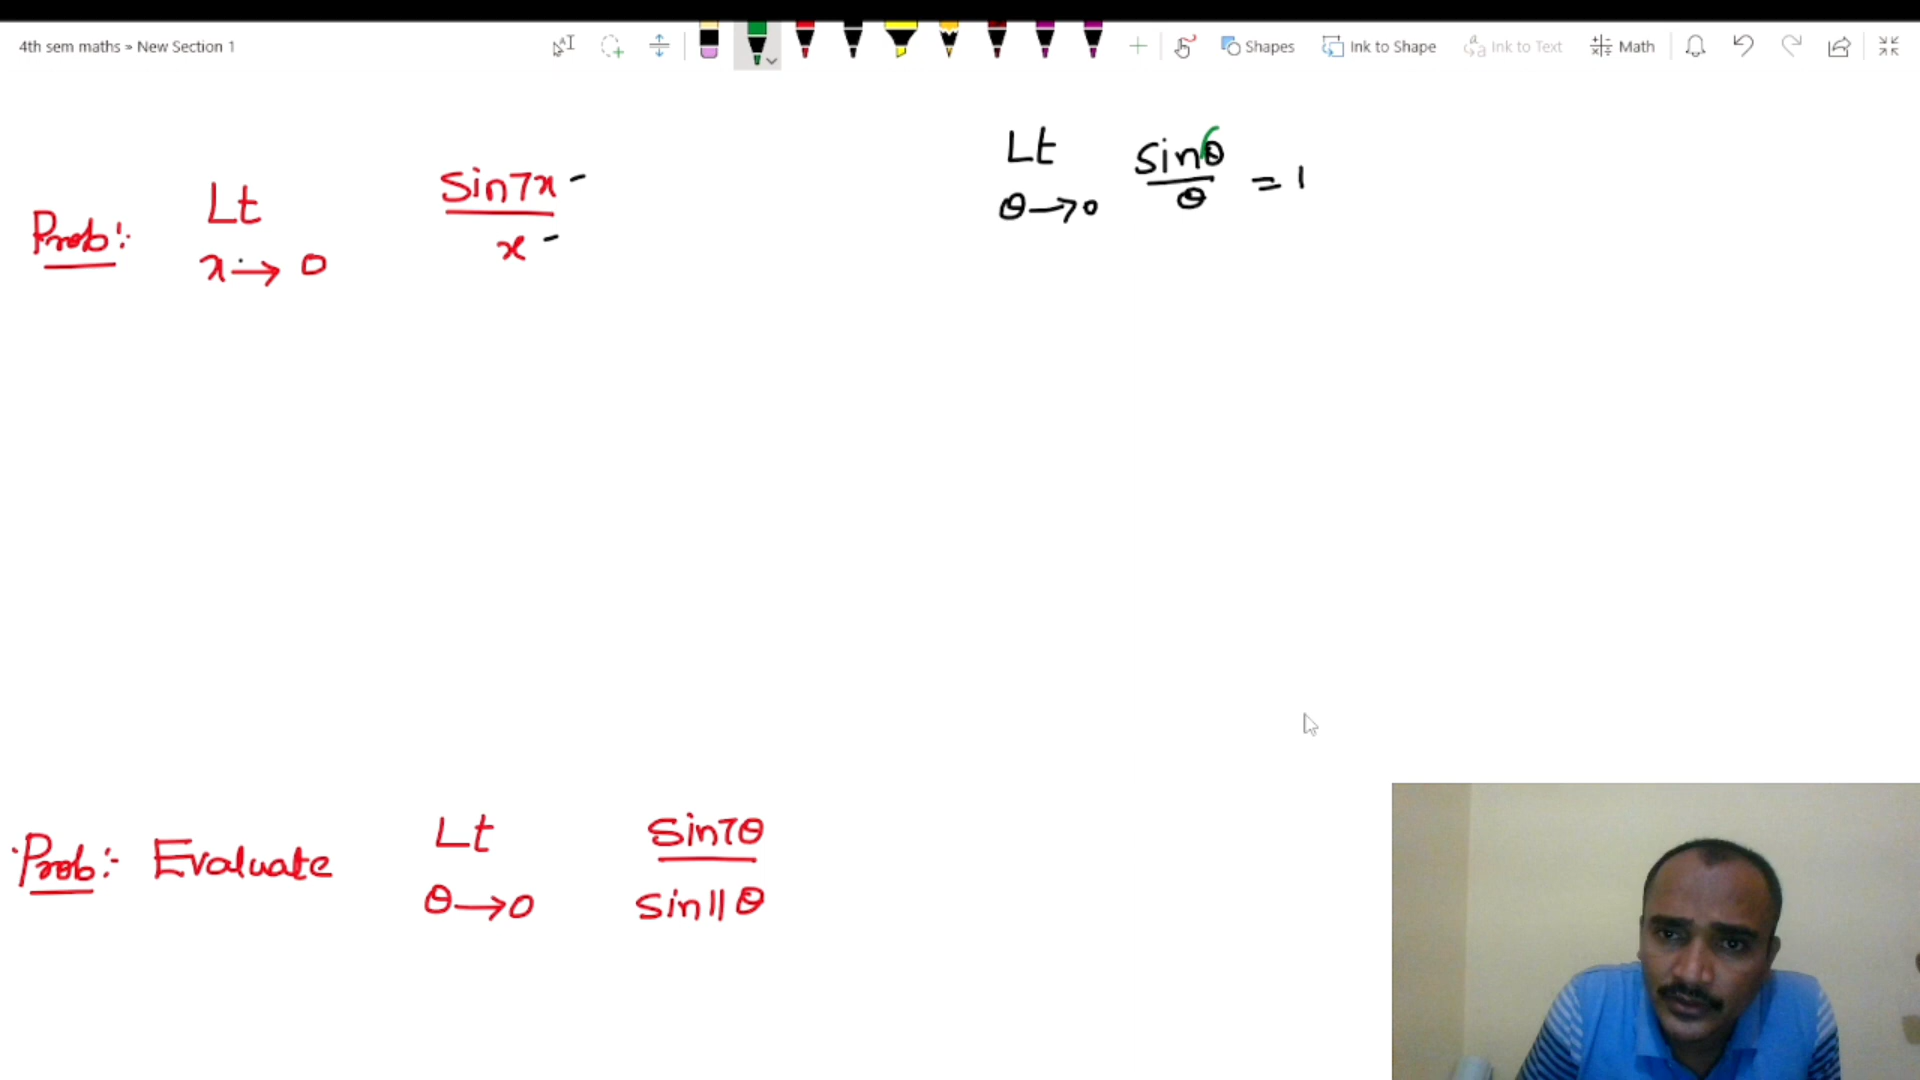 4th sem maths » New Section 1
Shapes
Ink to Shape
Ink to Text
Math
Prob:
Lt
x→0
sin7x
x
Lt
θ→0
sinθ
θ
= 1
Prob:- Evaluate
Lt
θ→0
sin7θ
sin11θ